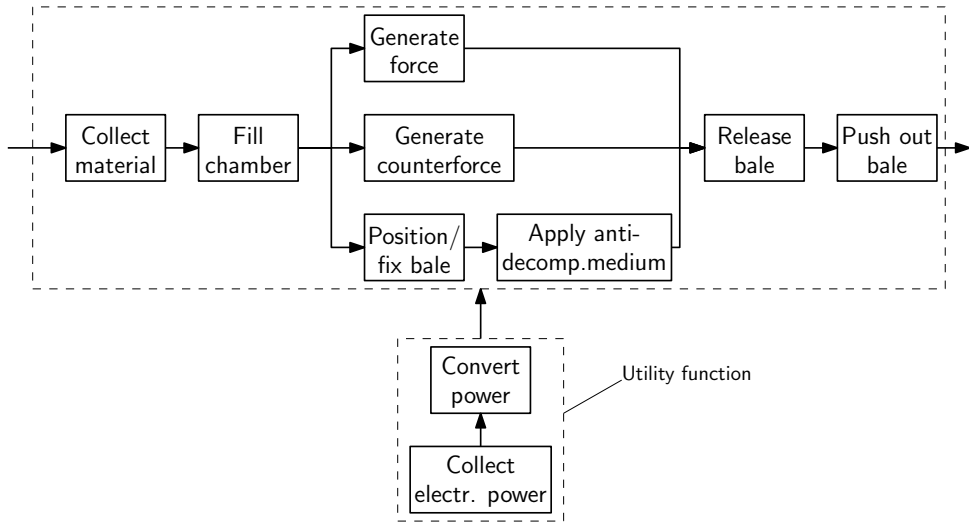 Generate
force
Collect
material
Fill
chamber
Generate
counterforce
Release
bale
Push out
bale
Position/
fix bale
Apply anti-
decomp.medium
Convert
power
Utility function
Collect
electr. power